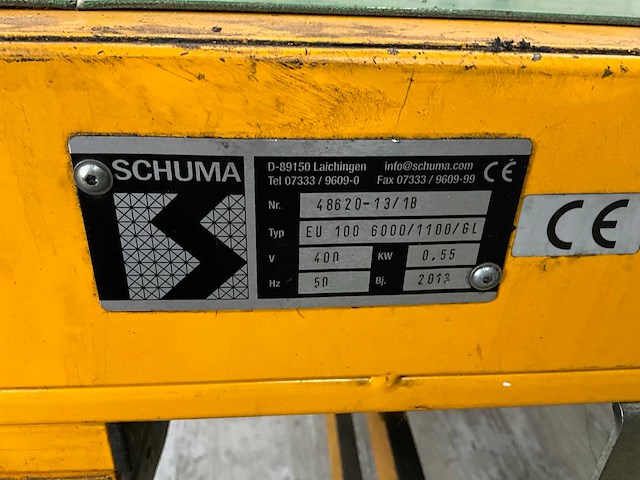 SCHUMA
D-89150 Laichingen info@schuma.com
Tel 07333 / 9609-0 Fax 07333 / 9609-99
CE
Nr. 48620-13/1B
Typ EU 100 6000/1100/6L
V 400 KW 0,55
Hz 50 Bj. 2013
CE